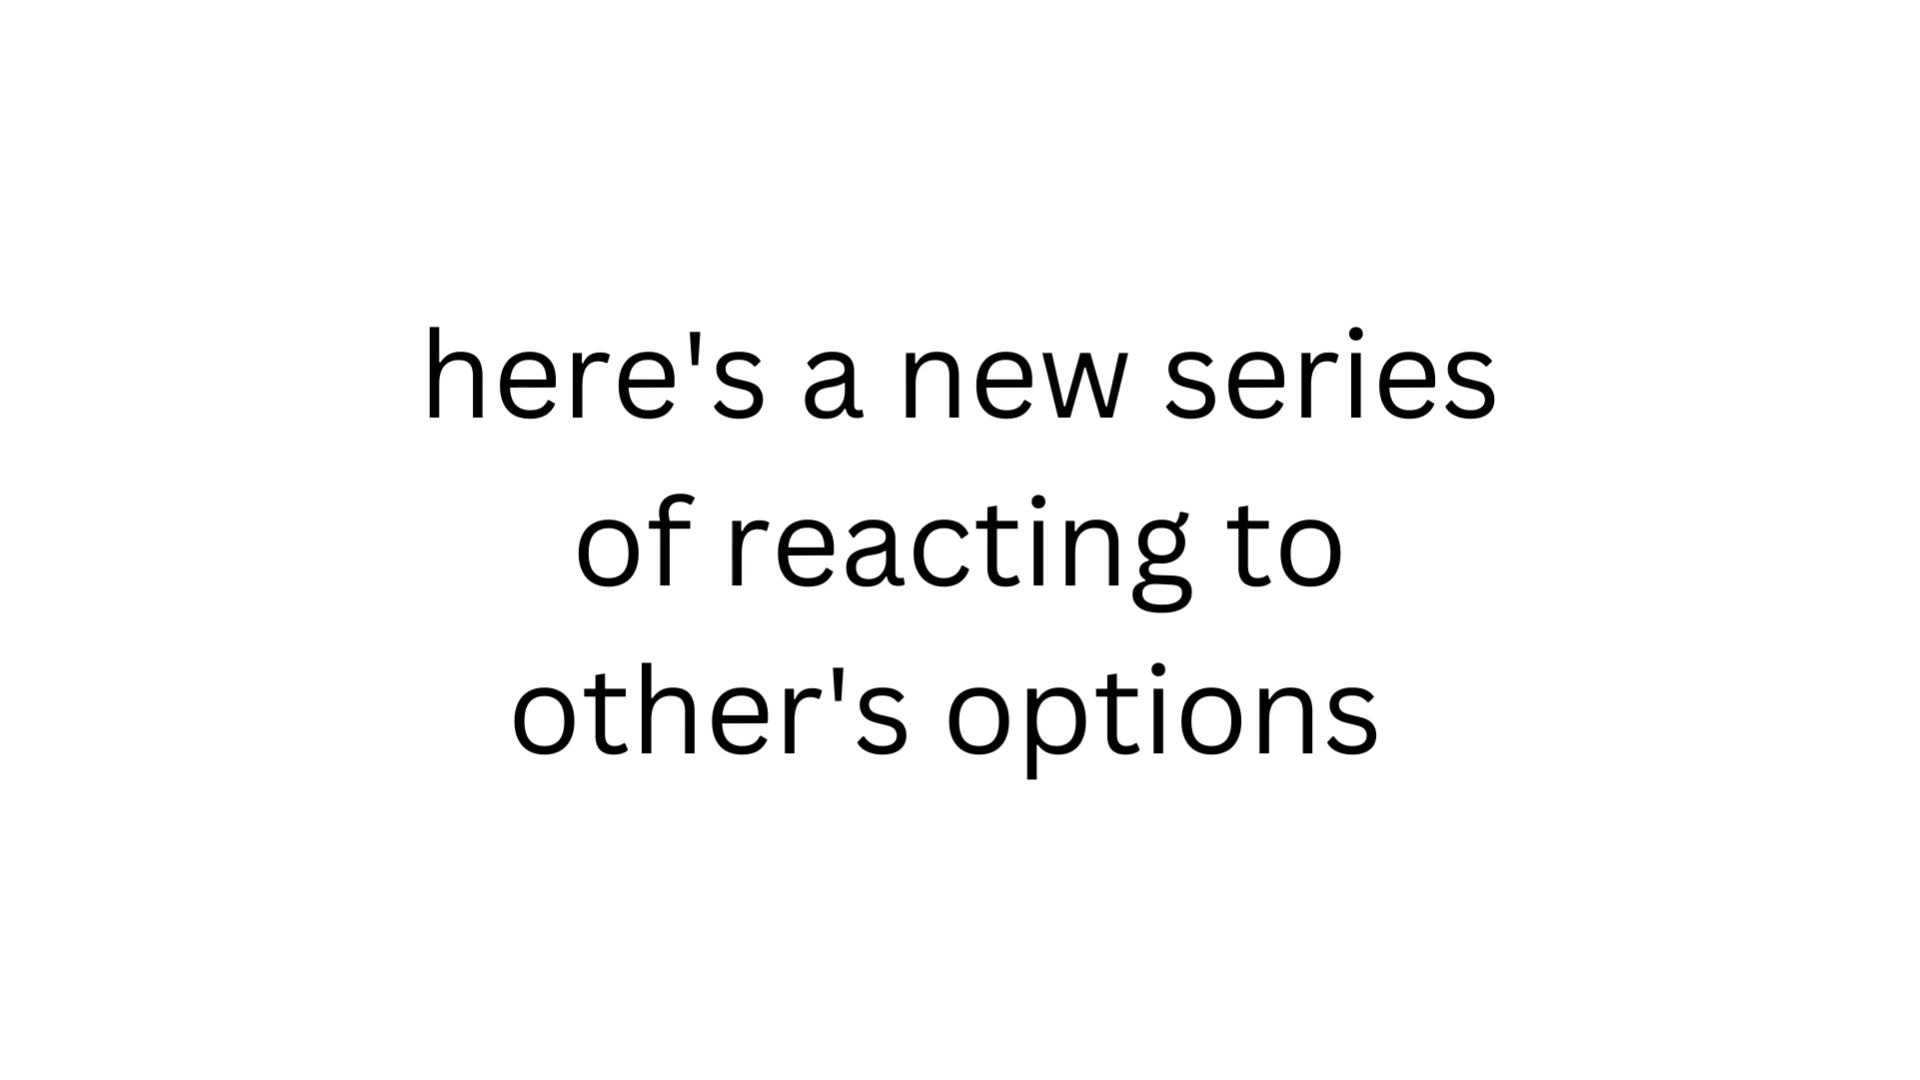 here's a new series
of reacting to
other's options